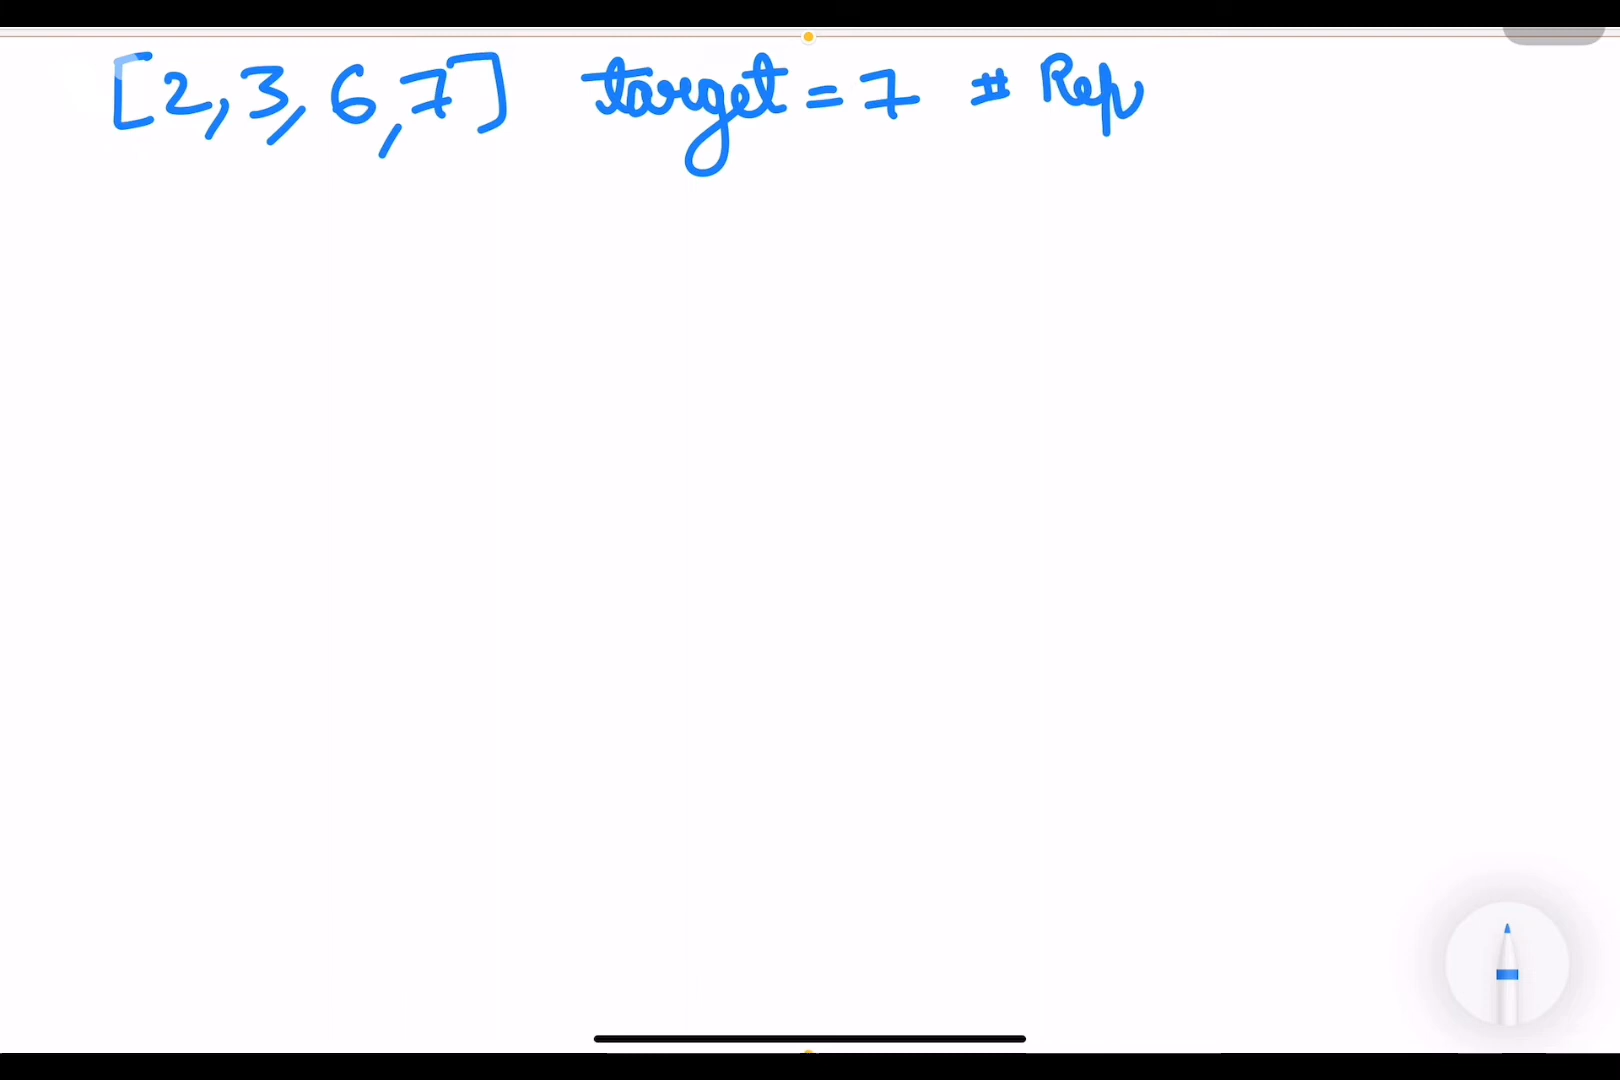 [2, 3, 6, 7] target = 7 # Rep